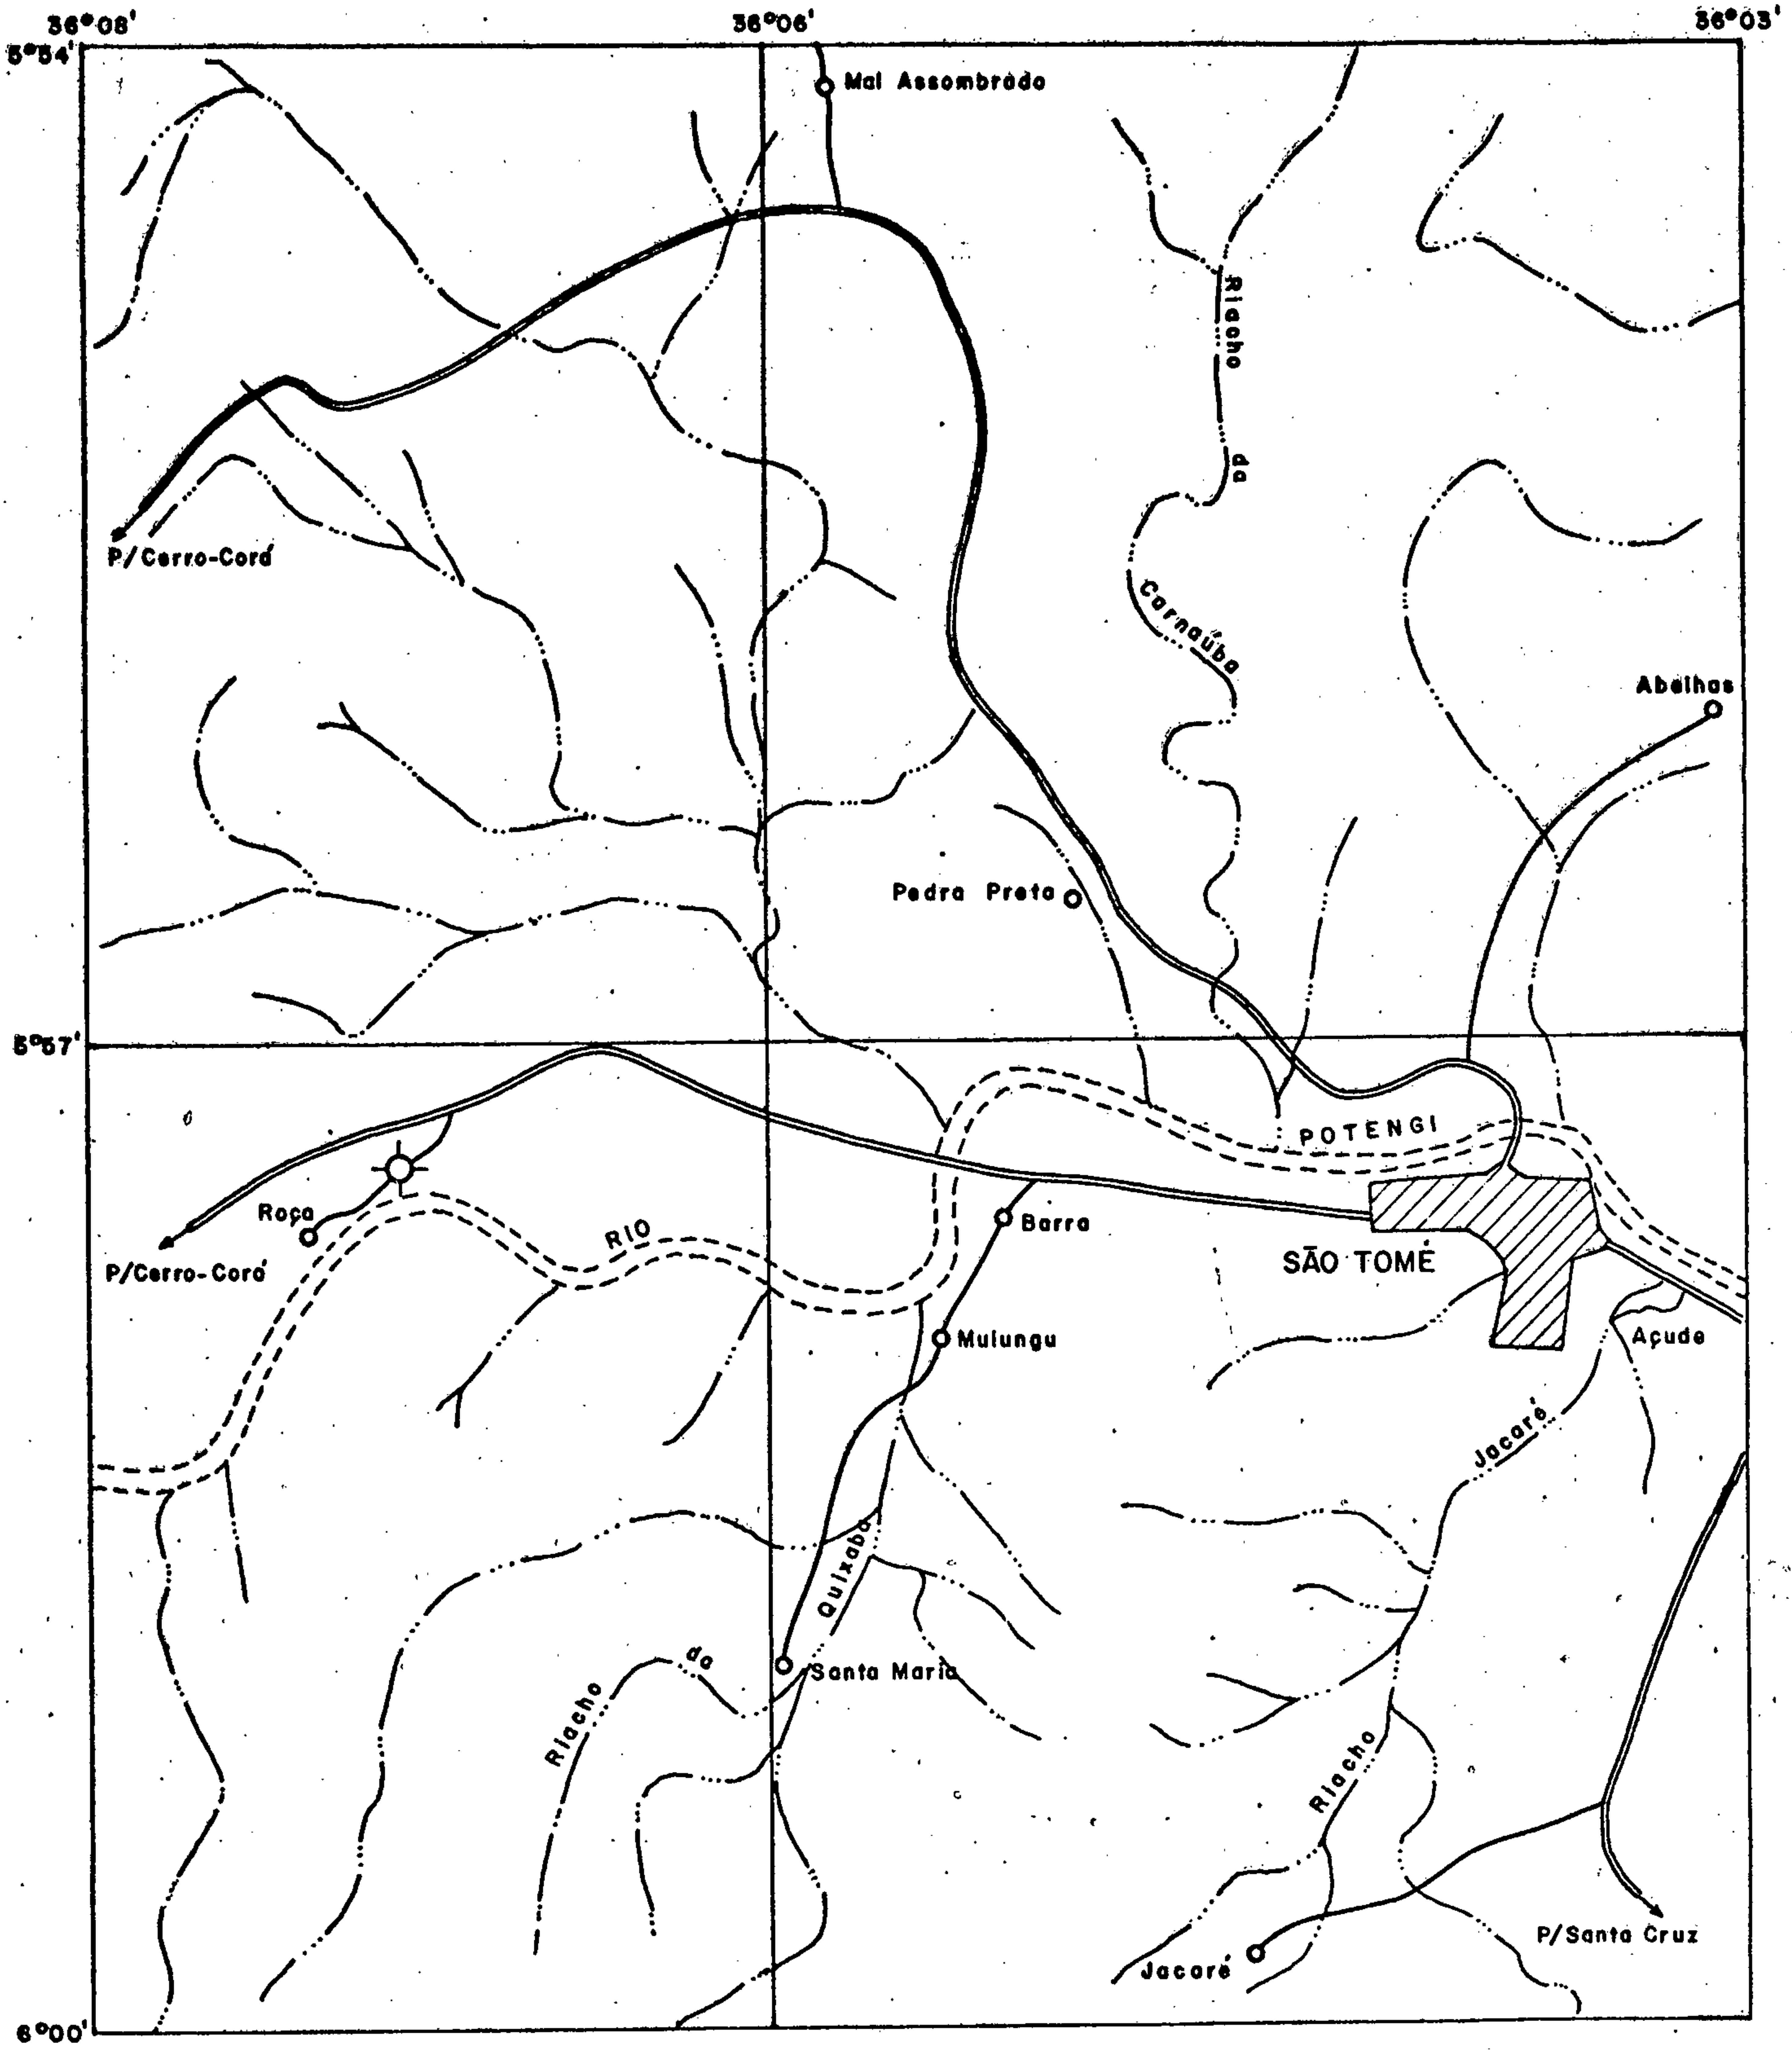 36°08'
36°06'
36°03'
5°54'
Mal Assombrado
Riacho
da
P/Cerro-Corá
Carnaúba
Abelhas
Pedra Preta
5°57'
POTENGI
Roça
RIO
Barra
P/Cerro-Corá
SÃO TOMÉ
Mulungu
Açude
Jacaré
Quixaba
da
Santa Maria
Riacho
Riacho
P/Santa Cruz
Jacaré
6°00'